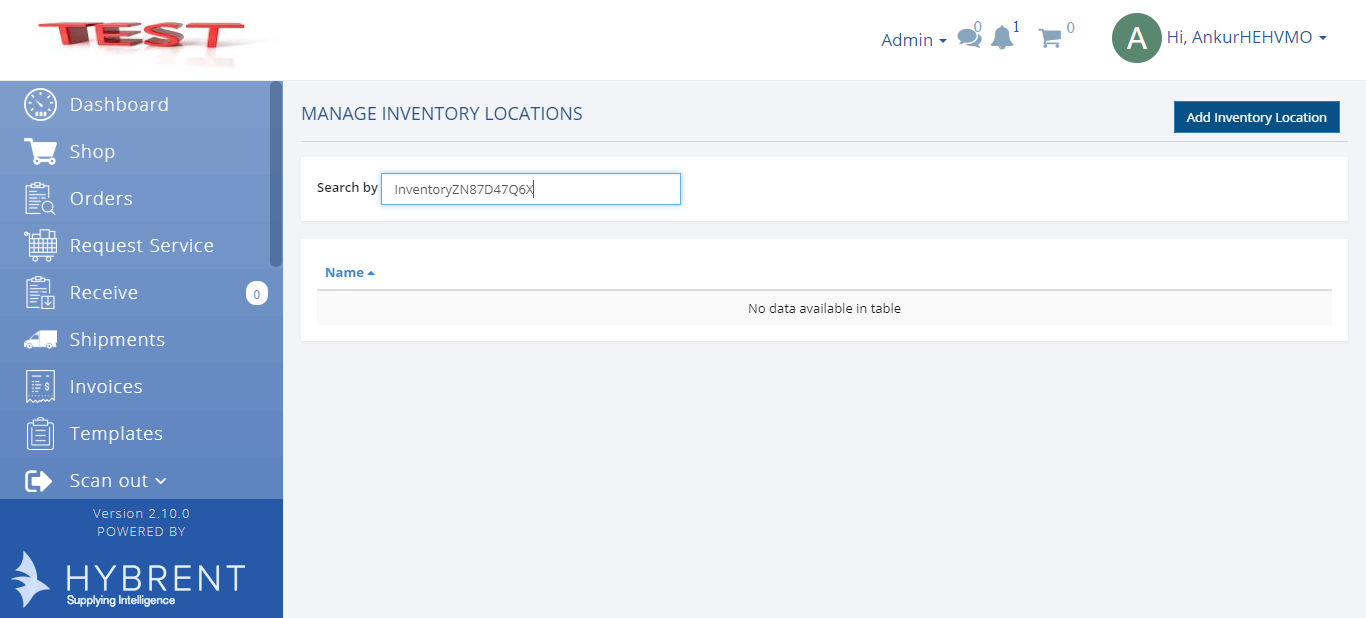 TEST
Admin
0
1
0
A
Hi, AnkurHEHVMO
Dashboard
Shop
Orders
Request Service
Receive
0
Shipments
Invoices
$
Templates
Scan out
Version 2.10.0
POWERED BY
HYBRENT
Supplying Intelligence
MANAGE INVENTORY LOCATIONS
Add Inventory Location
Search by
InventoryZN87D47Q6X
Name
No data available in table